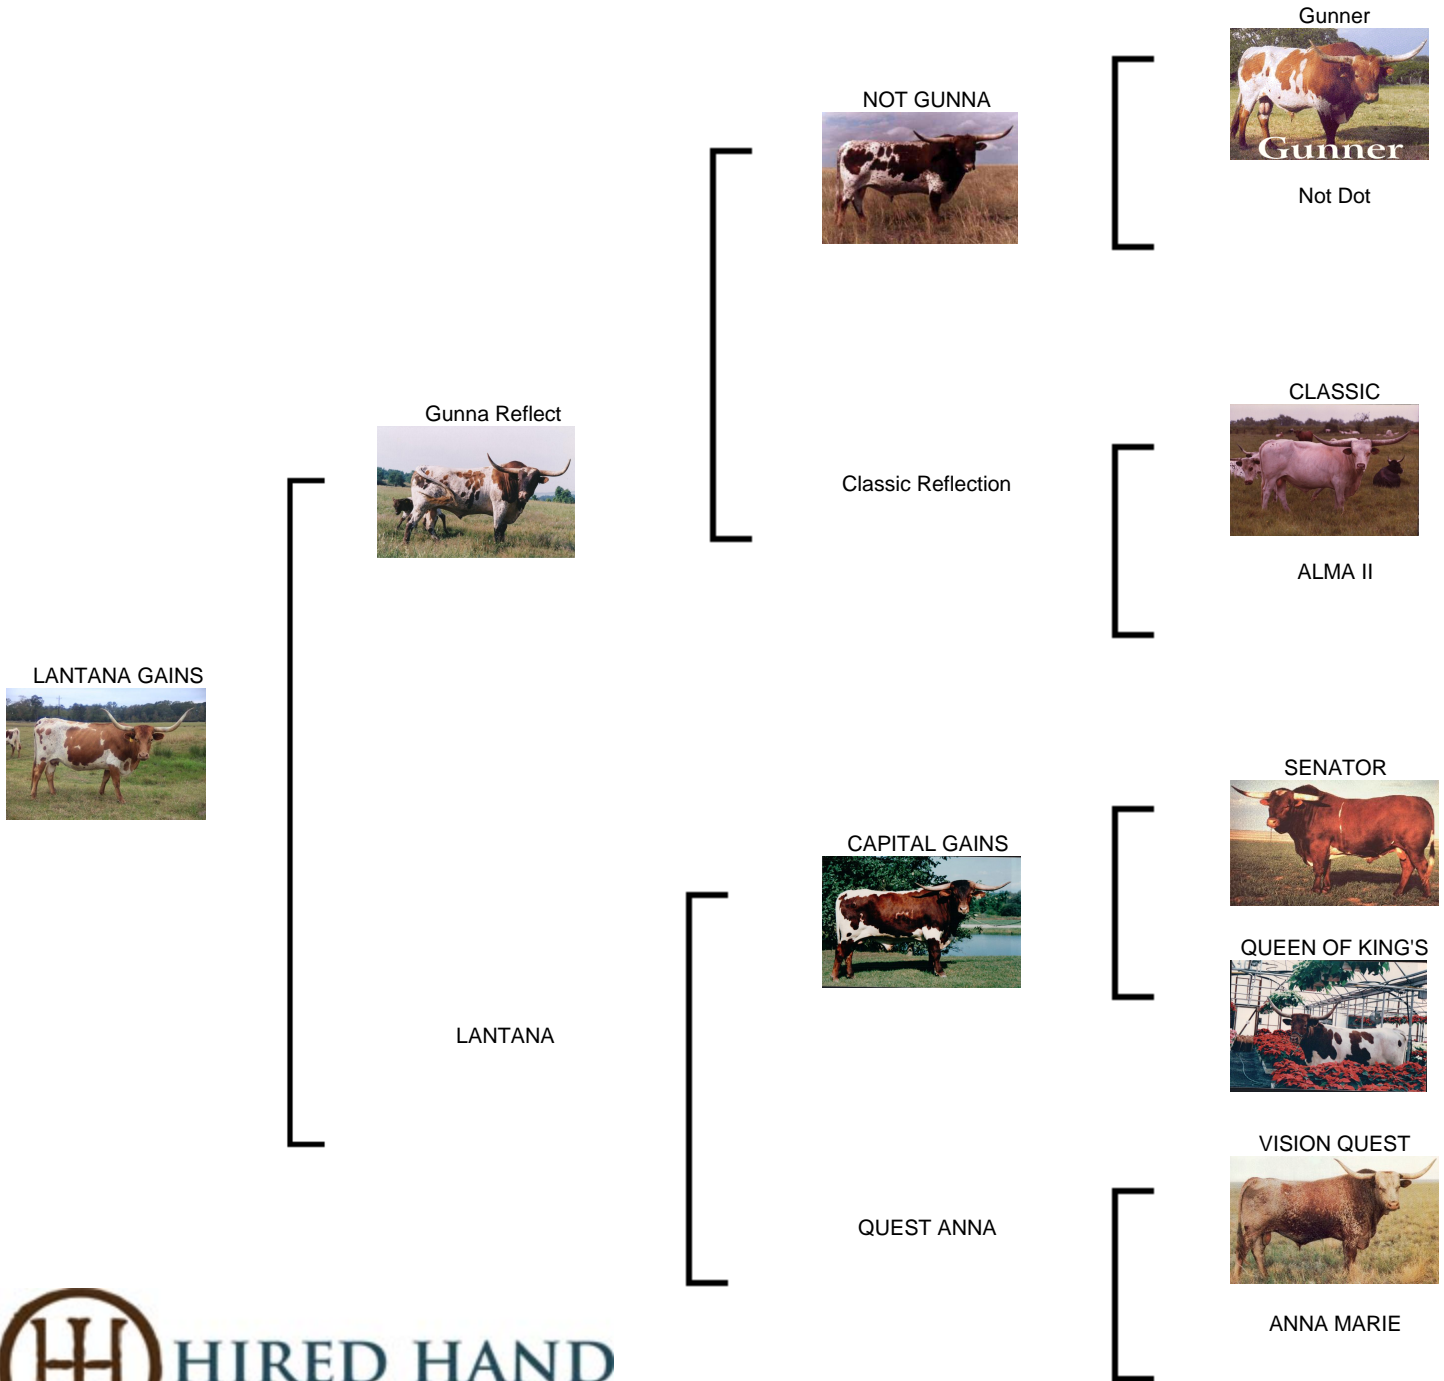 Gunner
NOT GUNNA
Gunner
Not Dot
CLASSIC
Gunna Reflect
Classic Reflection
ALMA II
LANTANA GAINS
SENATOR
CAPITAL GAINS
QUEEN OF KING'S
LANTANA
VISION QUEST
QUEST ANNA
ANNA MARIE
HIRED HAND